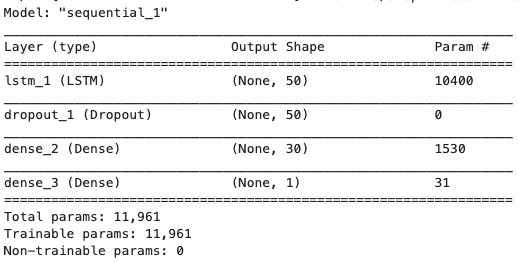 Model: "sequential_1"
Layer (type) Output Shape Param #
lstm_1 (LSTM) (None, 50) 10400
dropout_1 (Dropout) (None, 50) 0
dense_2 (Dense) (None, 30) 1530
dense_3 (Dense) (None, 1) 31
Total params: 11,961
Trainable params: 11,961
Non-trainable params: 0